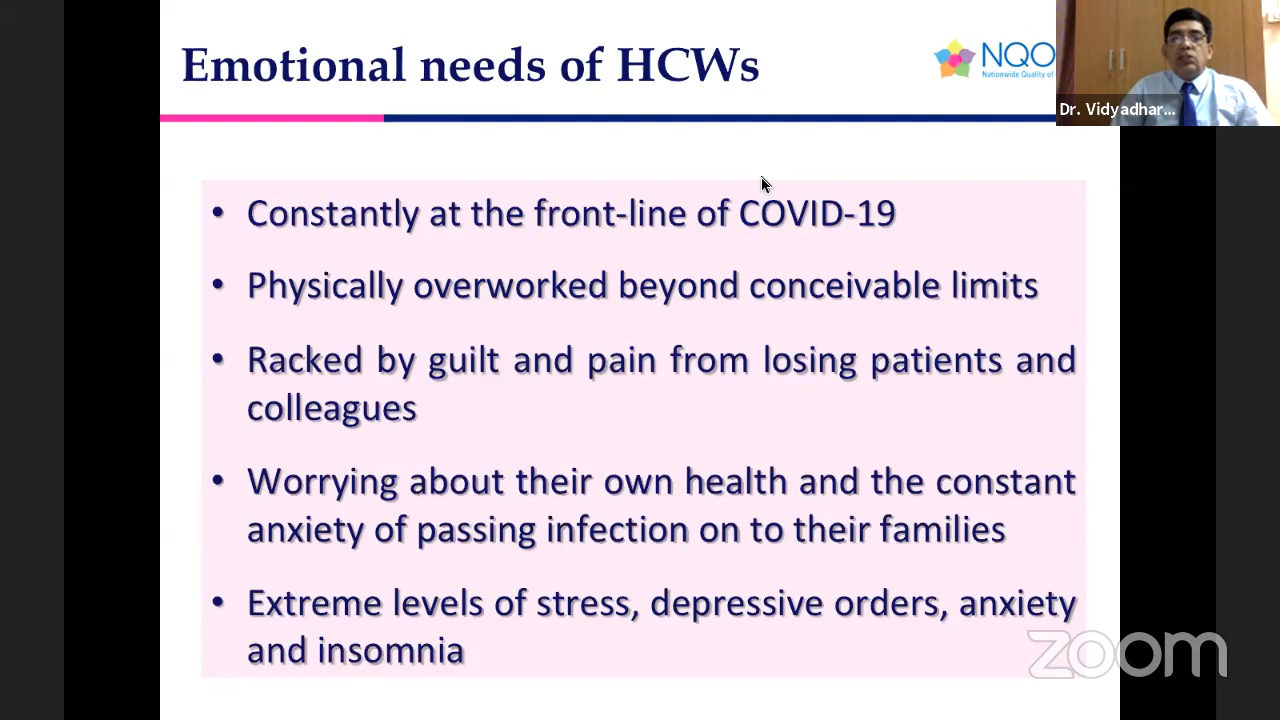 Emotional needs of HCWs
NQO
Nationwide Quality of
Dr. Vidyadhar...
• Constantly at the front-line of COVID-19
• Physically overworked beyond conceivable limits
• Racked by guilt and pain from losing patients and
colleagues
• Worrying about their own health and the constant
anxiety of passing infection on to their families
• Extreme levels of stress, depressive orders, anxiety
and insomnia
zoom